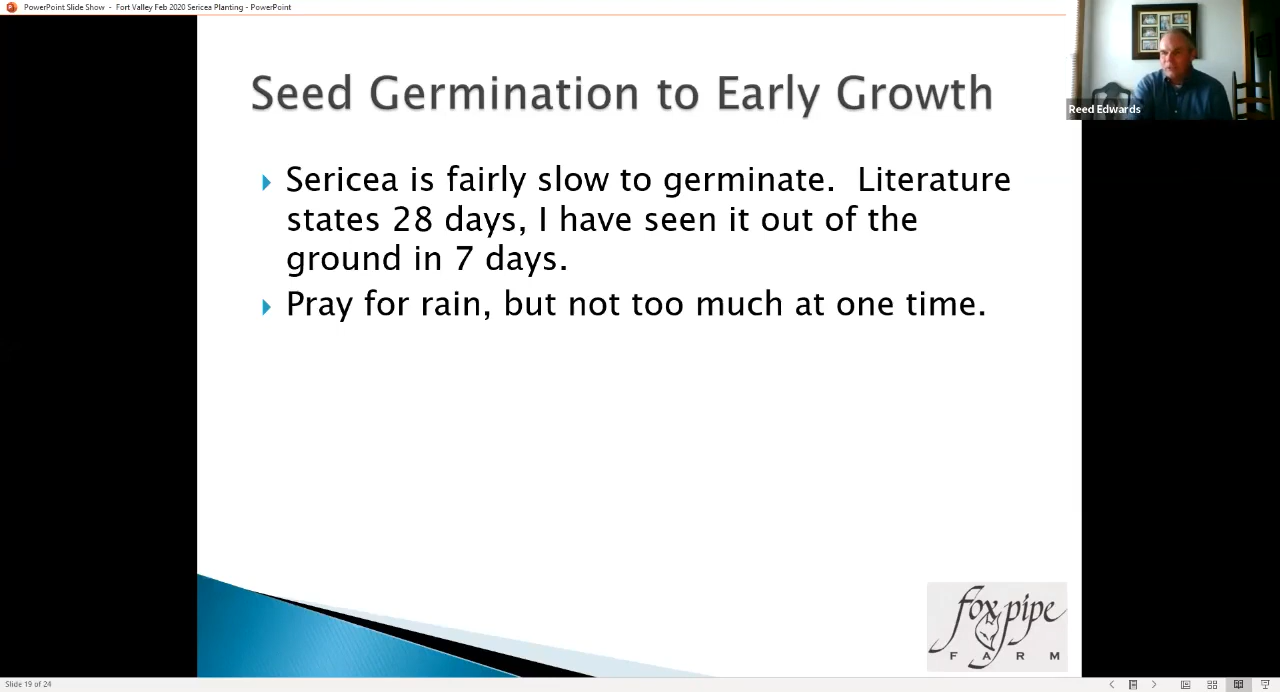 PowerPoint Slide Show - Fort Valley Feb 2020 Sericea Planting - PowerPoint
Reed Edwards
Seed Germination to Early Growth
Sericea is fairly slow to germinate. Literature
states 28 days, I have seen it out of the
ground in 7 days.
Pray for rain, but not too much at one time.
fox pipe
FARM
Slide 19 of 24